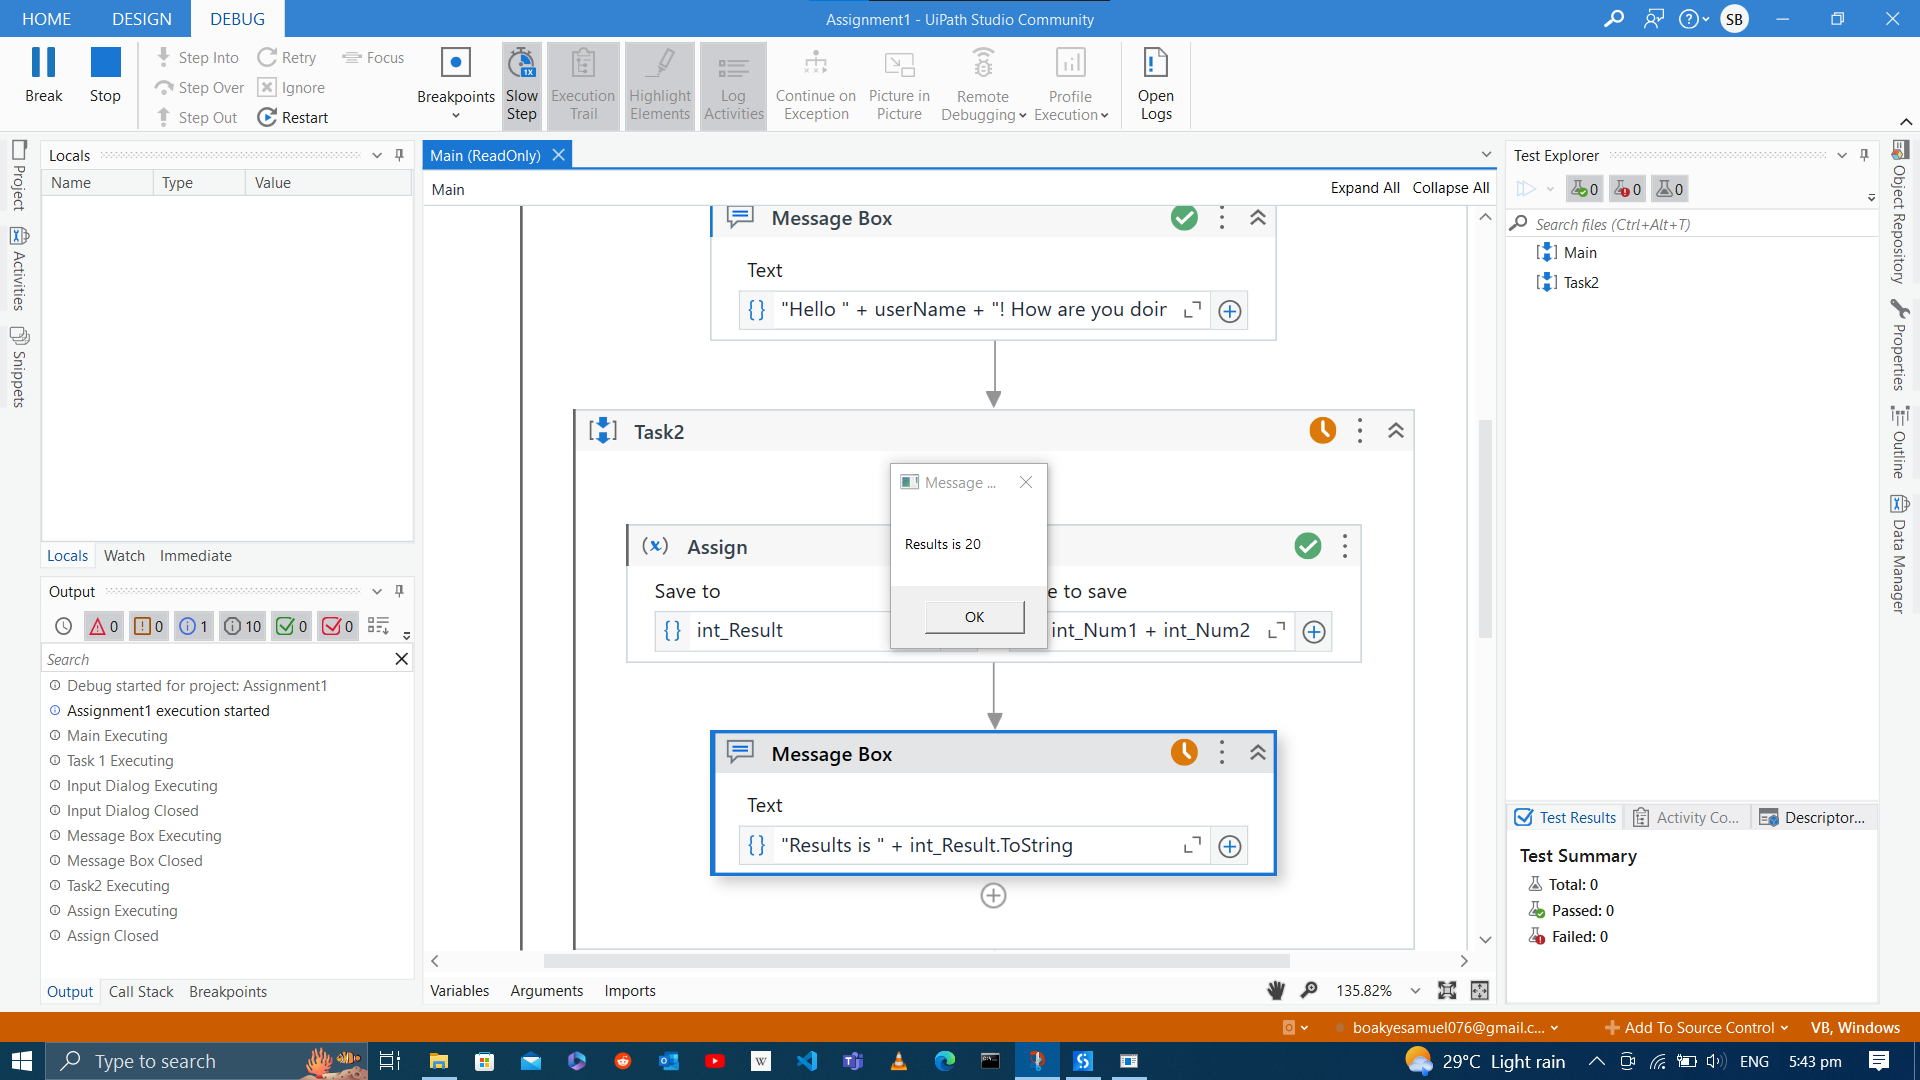 HOME DESIGN DEBUG
Assignment1 - UiPath Studio Community
SB
Break
Stop
Step Into
Step Over
Step Out
Retry
Ignore
Restart
Focus
Breakpoints
1X
Slow Step
Execution Trail
Highlight Elements
Log Activities
Continue on Exception
Picture in Picture
Remote Debugging
Profile Execution
Open Logs
Project
Activities
Snippets
Locals
Name Type Value
Locals Watch Immediate
Output
0 0 1 10 0 0
Search
Debug started for project: Assignment1
Assignment1 execution started
Main Executing
Task 1 Executing
Input Dialog Executing
Input Dialog Closed
Message Box Executing
Message Box Closed
Task2 Executing
Assign Executing
Assign Closed
Output Call Stack Breakpoints
Main (ReadOnly)
Main
Expand All Collapse All
Message Box
Text
{} "Hello " + userName + "! How are you doir
Task2
Message ...
Results is 20
OK
(x) Assign
Save to
e to save
{} int_Result
int_Num1 + int_Num2
Message Box
Text
{} "Results is " + int_Result.ToString
Variables Arguments Imports
135.82%
Test Explorer
0 0 0
Search files (Ctrl+Alt+T)
Main
Task2
Test Results Activity Co... Descriptor...
Test Summary
Total: 0
Passed: 0
Failed: 0
Object Repository
Properties
Outline
Data Manager
boakyesamuel076@gmail.c...
Add To Source Control
VB, Windows
Type to search
W
29°C Light rain
ENG
5:43 pm